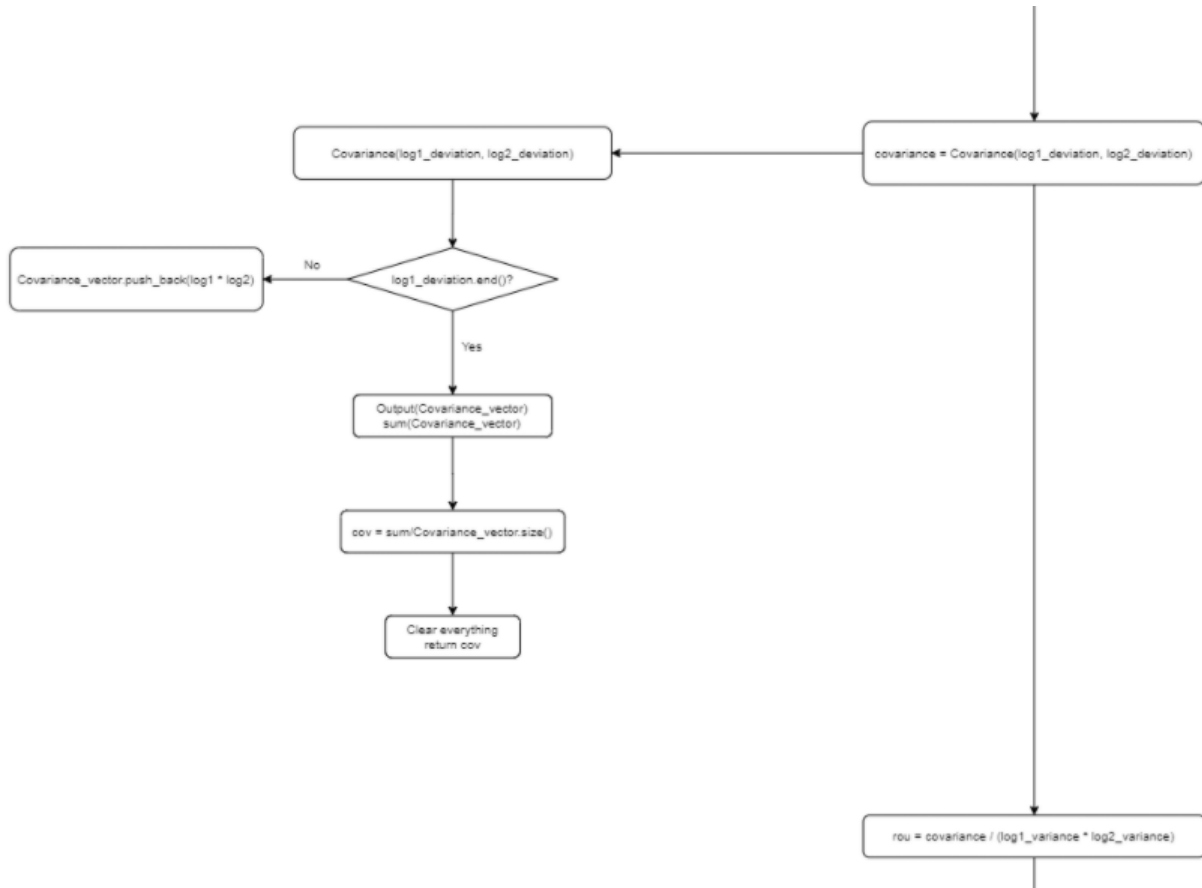 Covariance(log1_deviation, log2_deviation)
covariance = Covariance(log1_deviation, log2_deviation)
Covariance_vector.push_back(log1 * log2)
No
log1_deviation.end()?
Yes
Output(Covariance_vector)
sum(Covariance_vector)
cov = sum/Covariance_vector.size()
Clear everything
return cov
rou = covariance / (log1_variance * log2_variance)